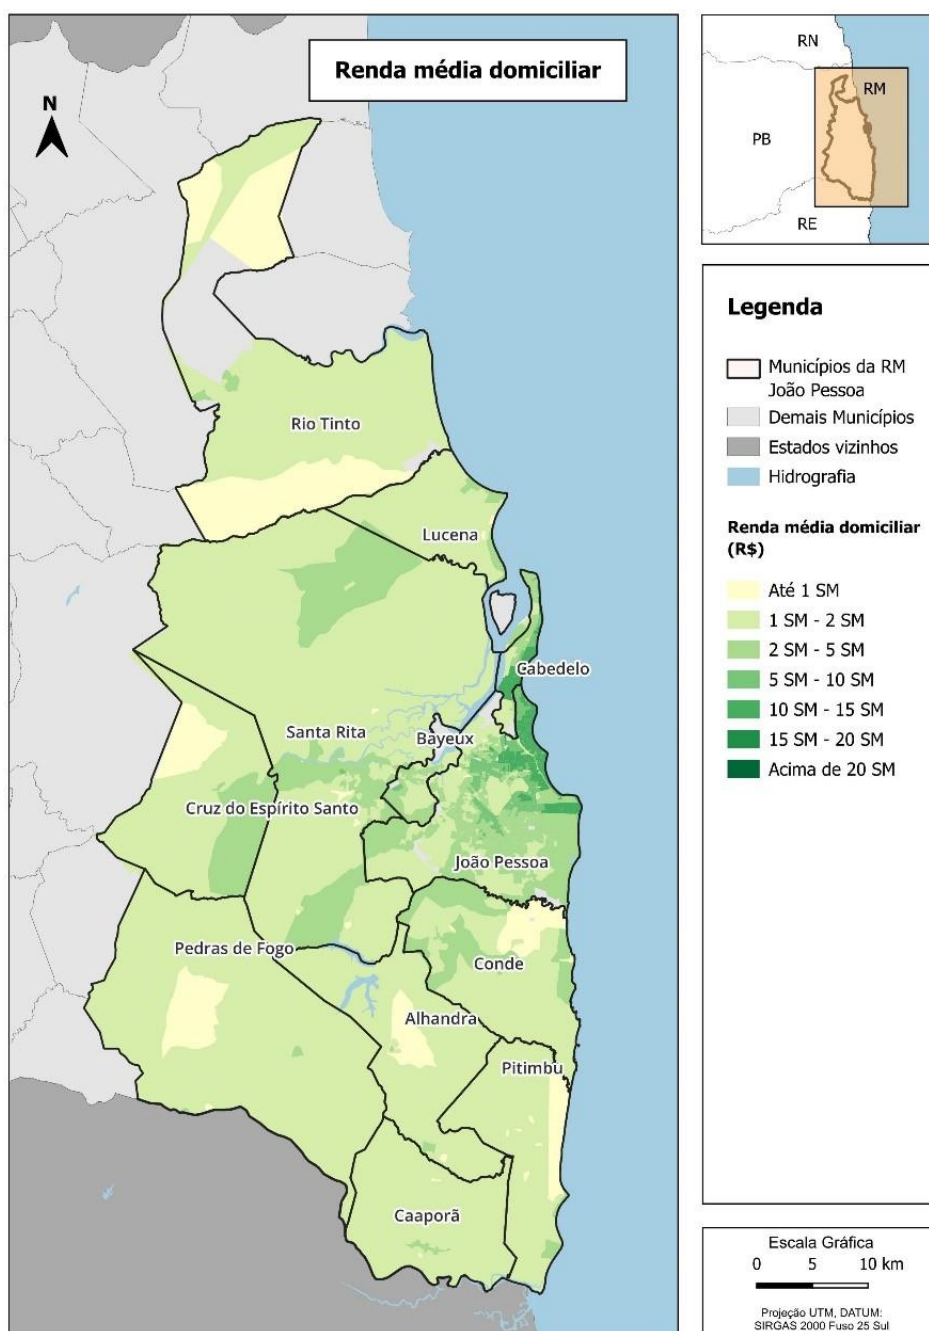 Renda média domiciliar
N
Rio Tinto
Lucena
Cabedelo
Santa Rita
Bayeux
Cruz do Espírito Santo
João Pessoa
Pedras de Fogo
Conde
Alhandra
Pitimbu
Caaporã
RN
RM
PB
RE
Legenda
Municípios da RM
João Pessoa
Demais Municípios
Estados vizinhos
Hidrografia
Renda média domiciliar
(R$)
Até 1 SM
1 SM - 2 SM
2 SM - 5 SM
5 SM - 10 SM
10 SM - 15 SM
15 SM - 20 SM
Acima de 20 SM
Escala Gráfica
0 5 10 km
Projeção UTM, DATUM:
SIRGAS 2000 Fuso 25 Sul